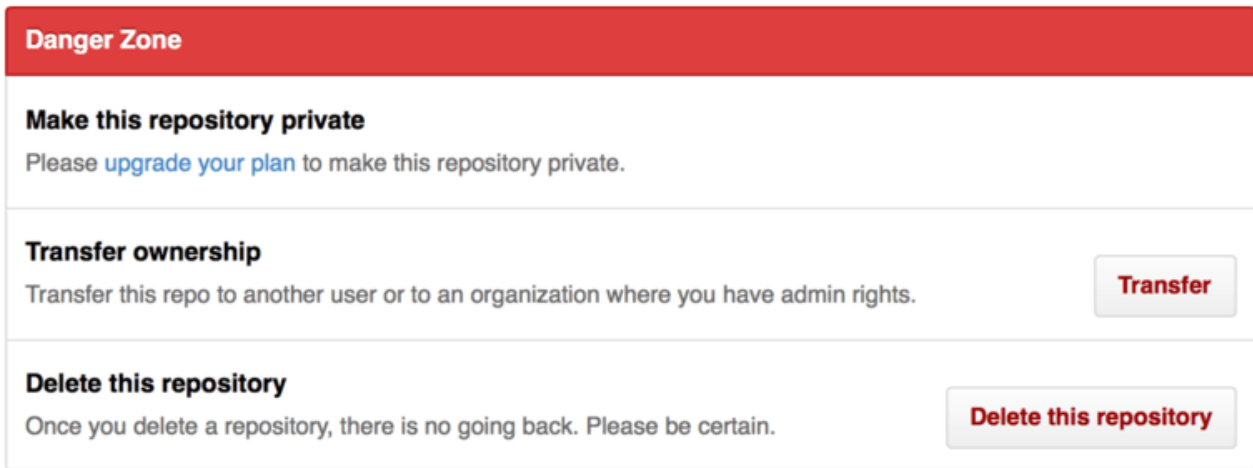 Danger Zone
Make this repository private
Please upgrade your plan to make this repository private.
Transfer ownership
Transfer this repo to another user or to an organization where you have admin rights.
Transfer
Delete this repository
Once you delete a repository, there is no going back. Please be certain.
Delete this repository